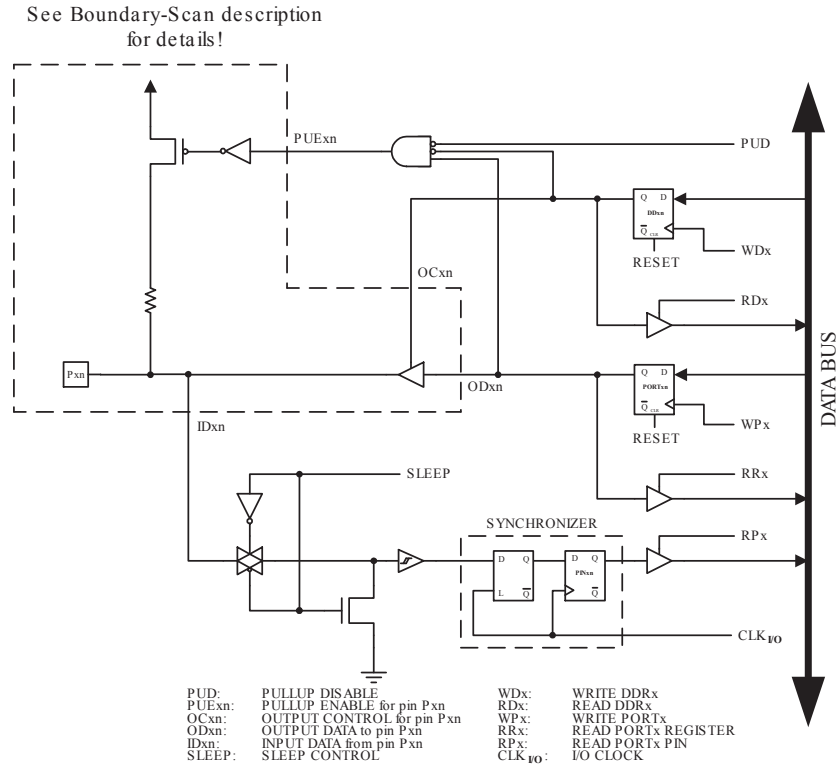 See Boundary-Scan description
for details!
PUExn
PUD
Q D
DDxn
Q CLR
WDx
RESET
OCxn
RDx
Pxn
ODxn
Q D
PORTxn
Q CLR
WPx
RESET
IDxn
DATA BUS
SLEEP
RRx
SYNCHRONIZER
RPx
D Q
L Q
D Q
PINxn
Q
CLK I/O
PUD: PULLUP DISABLE
PUExn: PULLUP ENABLE for pin Pxn
OCxn: OUTPUT CONTROL for pin Pxn
ODxn: OUTPUT DATA to pin Pxn
IDxn: INPUT DATA from pin Pxn
SLEEP: SLEEP CONTROL
WDx: WRITE DDRx
RDx: READ DDRx
WPx: WRITE PORTx
RRx: READ PORTx REGISTER
RPx: READ PORTx PIN
CLK I/O: I/O CLOCK